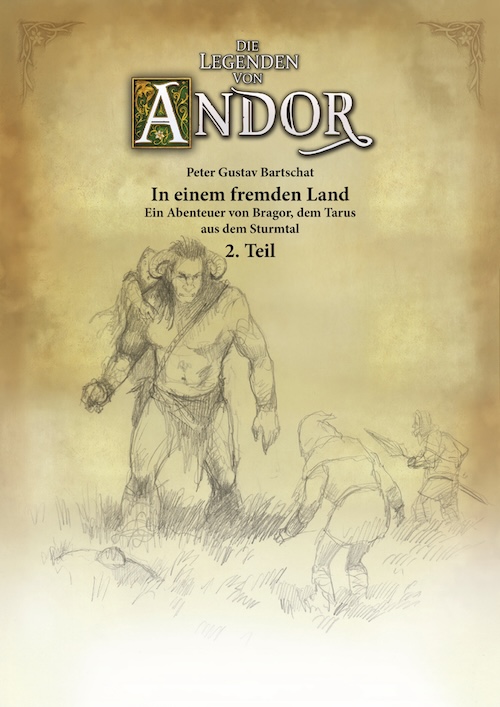 DIE
LEGENDEN
VON
ANDOR
Peter Gustav Bartschat
In einem fremden Land
Ein Abenteuer von Bragor, dem Tarus
aus dem Sturmtal
2. Teil